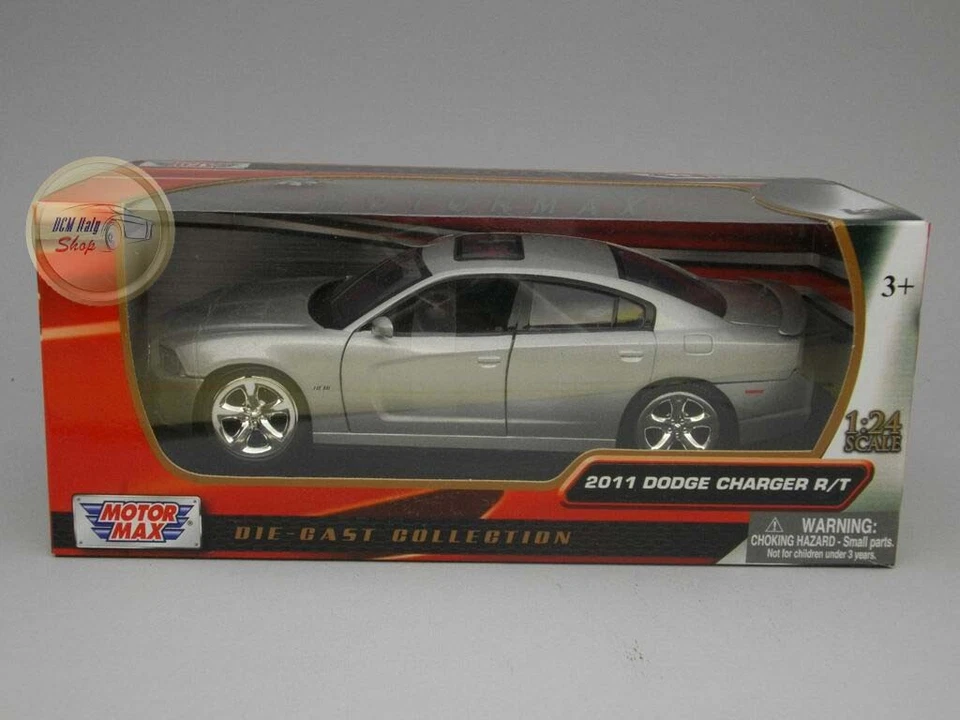 MOTORMAX
DCM Italy
Shop
3+
1:24
SCALE
2011 DODGE CHARGER R/T
MOTOR
MAX
®
DIE-CAST COLLECTION
WARNING:
CHOKING HAZARD - Small parts.
Not for children under 3 years.